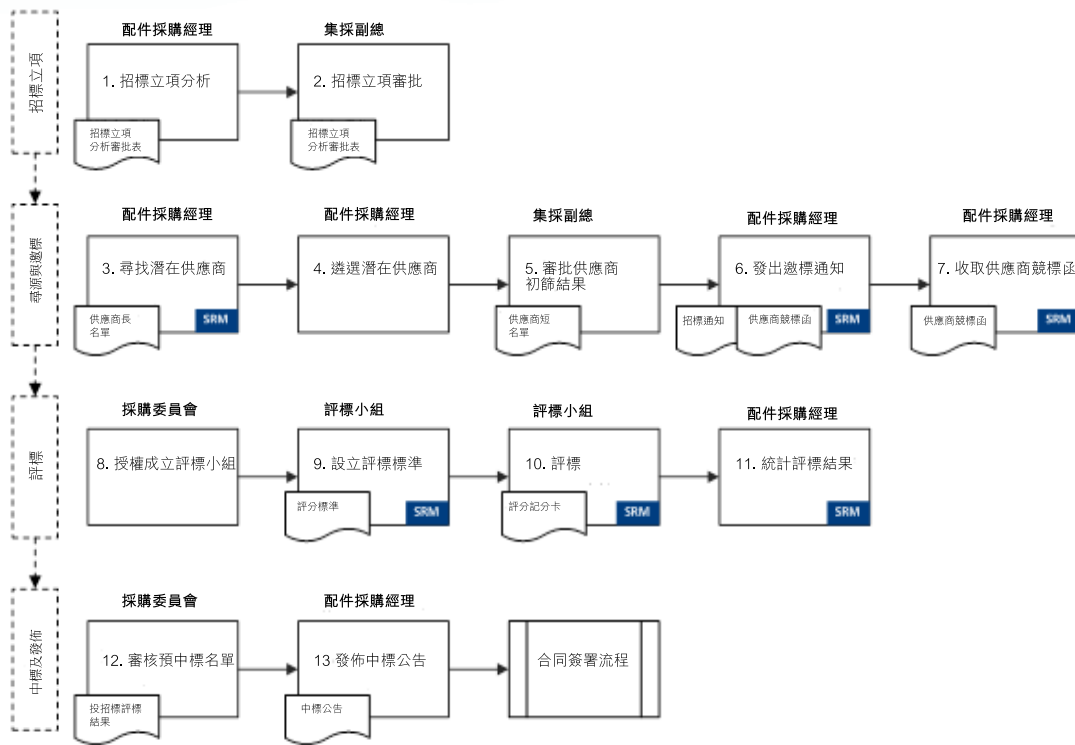 招標立項
配件採購經理
集採副總
1. 招標立項分析
2. 招標立項審批
招標立項
分析審批表
招標立項
分析審批表
尋源與邀標
配件採購經理
配件採購經理
集採副總
配件採購經理
配件採購經理
3. 尋找潛在供應商
4. 遴選潛在供應商
5. 審批供應商
初篩結果
6. 發出邀標通知
7. 收取供應商競標函
供應商長
名單
SRM
供應商短
名單
招標通知
供應商競標函
SRM
供應商競標函
SRM
評標
採購委員會
評標小組
評標小組
配件採購經理
8. 授權成立評標小組
9. 設立評標標準
10. 評標
11. 統計評標結果
評分標準
SRM
評分記分卡
SRM
SRM
中標及發佈
採購委員會
配件採購經理
12. 審核預中標名單
13 發佈中標公告
合同簽署流程
投招標評標
結果
中標公告